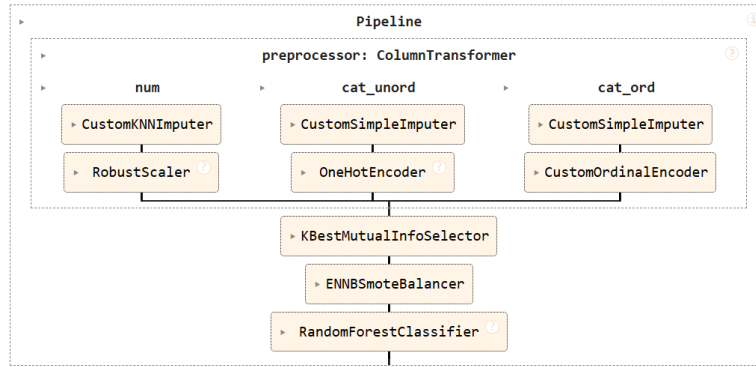 Pipeline
preprocessor: ColumnTransformer
num cat_unord cat_ord
CustomKNNImputer CustomSimpleImputer CustomSimpleImputer
RobustScaler ? OneHotEncoder ? CustomOrdinalEncoder
KBestMutualInfoSelector
ENNBSmoteBalancer
RandomForestClassifier ?